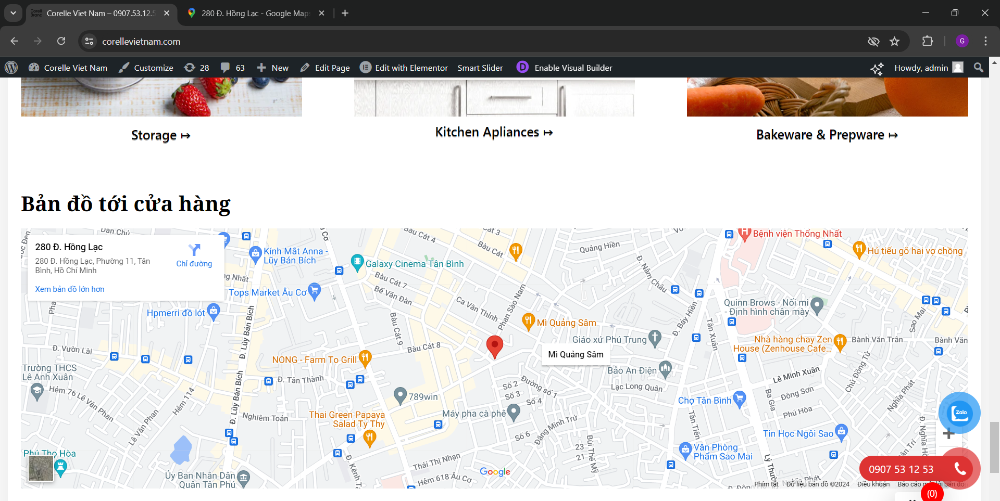 Corelle Viet Nam – 0907.53.12.5
280 Đ. Hồng Lạc - Google Maps
corellevietnam.com
G
Corelle Viet Nam
Customize
28
63
New
Edit Page
Edit with Elementor
Smart Slider
D
Enable Visual Builder
Howdy, admin
Storage ↦
Kitchen Apliances ↦
Bakeware & Prepware ↦
Bản đồ tới cửa hàng
280 Đ. Hồng Lạc
280 Đ. Hồng Lạc, Phường 11, Tân
Bình, Hồ Chí Minh
Chỉ đường
Xem bản đồ lớn hơn
Dân Chủ
Bàu Cát 4
Bàu Cát
Cát 3
Quảng Hiền
Bệnh viện Thống Nhất
Hủ tiếu gõ hai vợ chồng
Kính Mắt Anna -
Lũy Bán Bích
Galaxy Cinema Tân Bình
Đ. Năm Châu
Bàu Cát 7
Bế Văn Đàn
Tops Market Âu Cơ
Ca Văn Thỉnh
Phan Sào Nam
Đ. Bảy Hiền
Quinn Brows - Nối mi
- Định hình chân mày
Hpmerri đồ lót
Mì Quảng Sâm
Giáo xứ Phú Trung
Tân Xuân
Sao Mai
Nhà hàng chay Zen
House (Zenhouse Cafe...
Bành Văn Trân
Bành Văn
Đ. Vườn Lài
Đ. Lũy Bán Bích
Bàu Cát 9
Bàu Cát 8
Mì Quảng Sâm
NONG - Farm To Grill
Trường THCS
Lê Anh Xuân
Đ. Tân Thành
Bảo An Điện
Lạc Long Quân
Lê Minh Xuân
Chử Đồng Tử
Hẻm 76 Lê Văn Phan
Hẻm 114
Đ. Lũy Bán Bích
789win
Số 2
Đường số 1
Số 3
Số 4
Đông Sơn
Ba Gia
Nghĩa Phát
Chợ Tân Bình
Máy pha cà phê
Phú Hòa
Zalo
Nghiêm Toản
Thai Green Papaya
Salad Ty Thy
Lê Văn Phan
Số 6
Đặng Minh Trứ
Tân Tiến
Tin Học Ngôi Sao
Bùi Thế Mỹ
23
21
Văn Phòng
Phẩm Sao Mai
Phú Thọ Hòa
Thái Thị Nhạn
Hẻm 618 Âu Cơ
Ủy Ban Nhân Dân
Quận Tân Phú
Google
0907 53 12 53
Phím tắt
Dữ liệu bản đồ ©2024
Điều khoản
Báo cáo một lỗi bản đồ
(0)